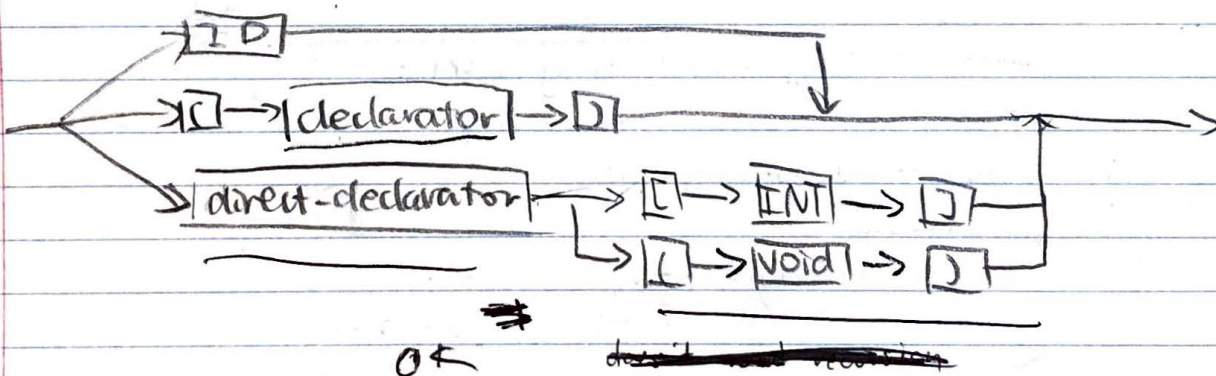 ID
( declarator )
direct-declarator [ INT ]
( void )
OK